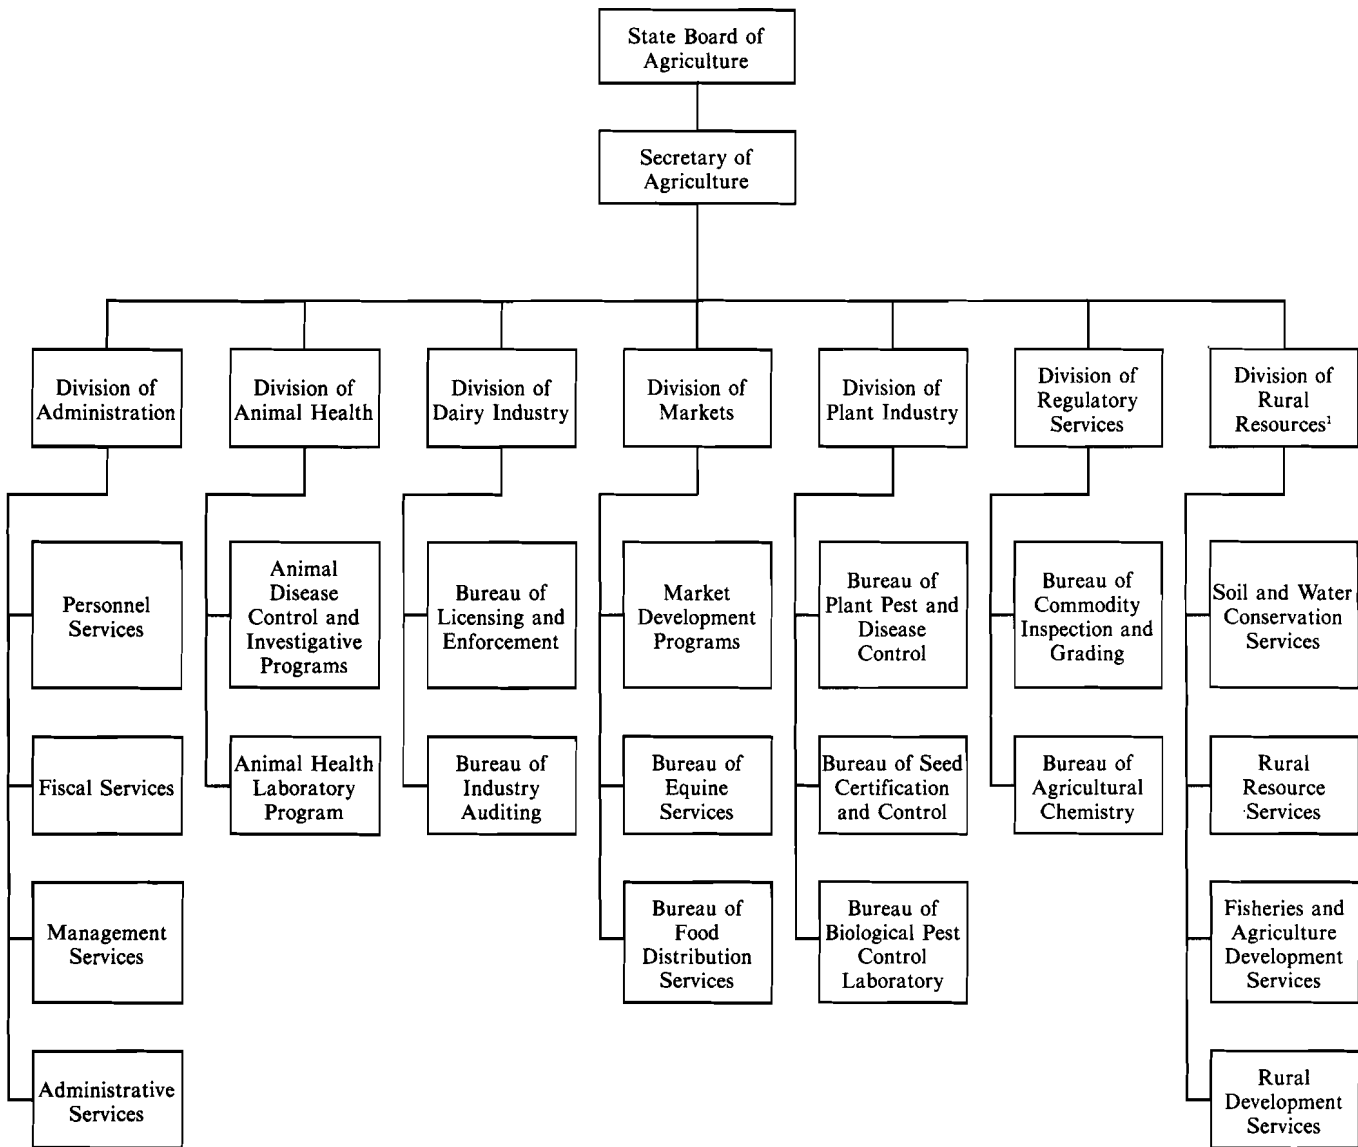 State Board of
Agriculture
Secretary of
Agriculture
Division of
Administration
Division of
Animal Health
Division of
Dairy Industry
Division of
Markets
Division of
Plant Industry
Division of
Regulatory
Services
Division of
Rural
Resources¹
Personnel
Services
Fiscal Services
Management
Services
Administrative
Services
Animal
Disease
Control and
Investigative
Programs
Animal Health
Laboratory
Program
Bureau of
Licensing and
Enforcement
Bureau of
Industry
Auditing
Market
Development
Programs
Bureau of
Equine
Services
Bureau of
Food
Distribution
Services
Bureau of
Plant Pest and
Disease
Control
Bureau of Seed
Certification
and Control
Bureau of
Biological Pest
Control
Laboratory
Bureau of
Commodity
Inspection and
Grading
Bureau of
Agricultural
Chemistry
Soil and Water
Conservation
Services
Rural
Resource
Services
Fisheries and
Agriculture
Development
Services
Rural
Development
Services